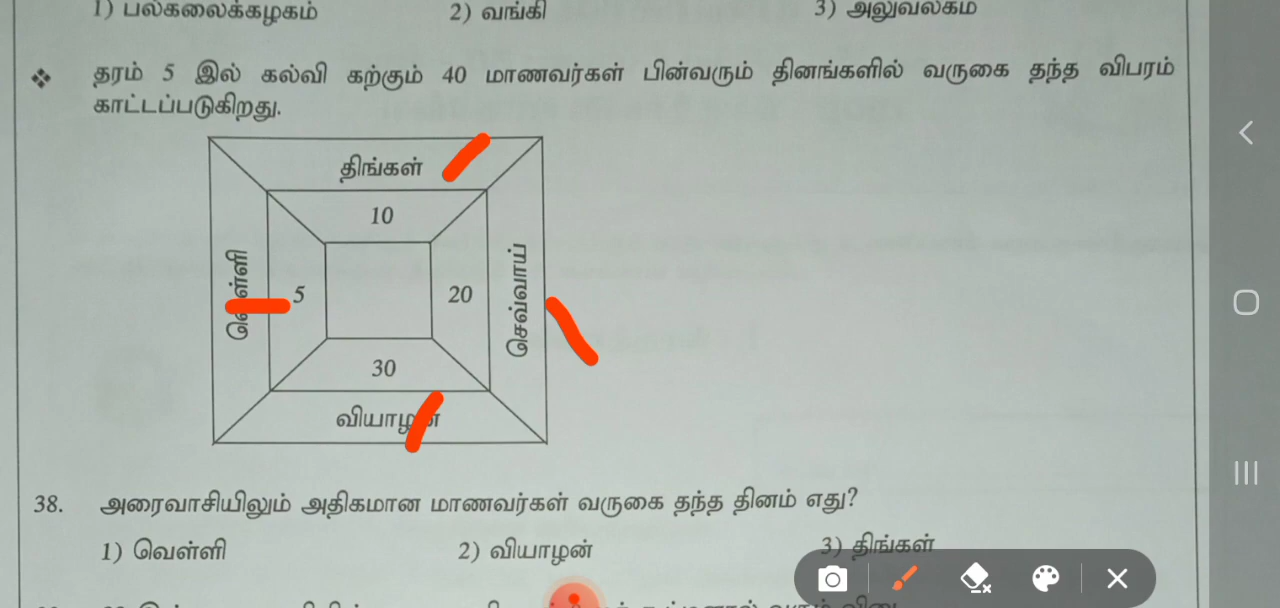 1) பல்கலைக்கழகம் 2) வங்கி 3) அலுவலகம்
❖ தரம் 5 இல் கல்வி கற்கும் 40 மாணவர்கள் பின்வரும் தினங்களில் வருகை தந்த விபரம்
காட்டப்படுகிறது.
திங்கள்
10
வெள்ளி 5 20 செவ்வாய்
30
வியாழன்
38. அரைவாசியிலும் அதிகமான மாணவர்கள் வருகை தந்த தினம் எது?
1) வெள்ளி 2) வியாழன் 3) திங்கள்